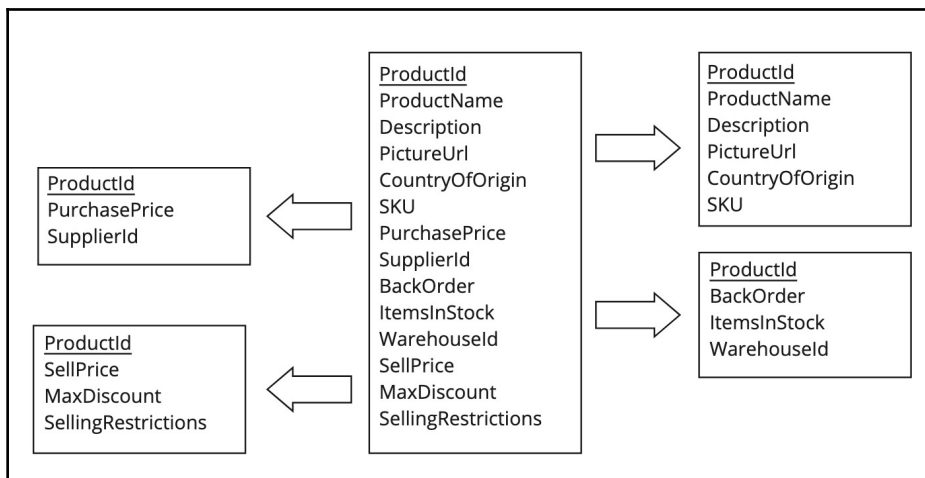 ProductId
PurchasePrice
SupplierId
ProductId
SellPrice
MaxDiscount
SellingRestrictions
ProductId
ProductName
Description
PictureUrl
CountryOfOrigin
SKU
PurchasePrice
SupplierId
BackOrder
ItemsInStock
WarehouseId
SellPrice
MaxDiscount
SellingRestrictions
ProductId
ProductName
Description
PictureUrl
CountryOfOrigin
SKU
ProductId
BackOrder
ItemsInStock
WarehouseId